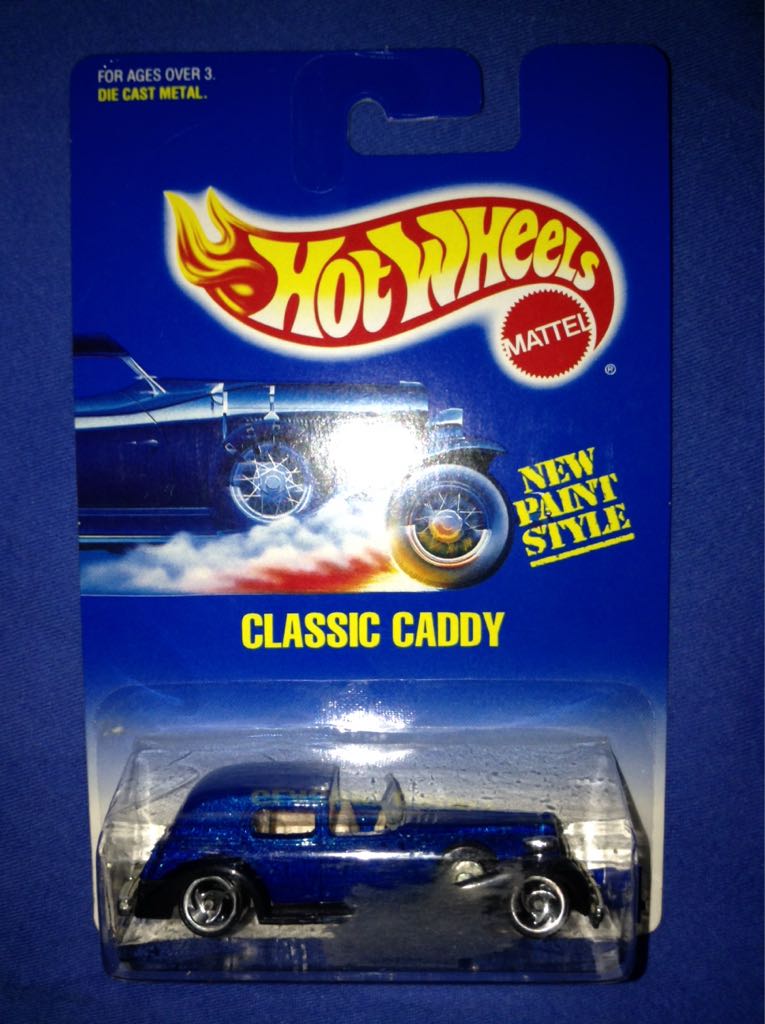 FOR AGES OVER 3.
DIE CAST METAL.
HOT WHEELS
MATTEL
®
NEW
PAINT
STYLE
CLASSIC CADDY